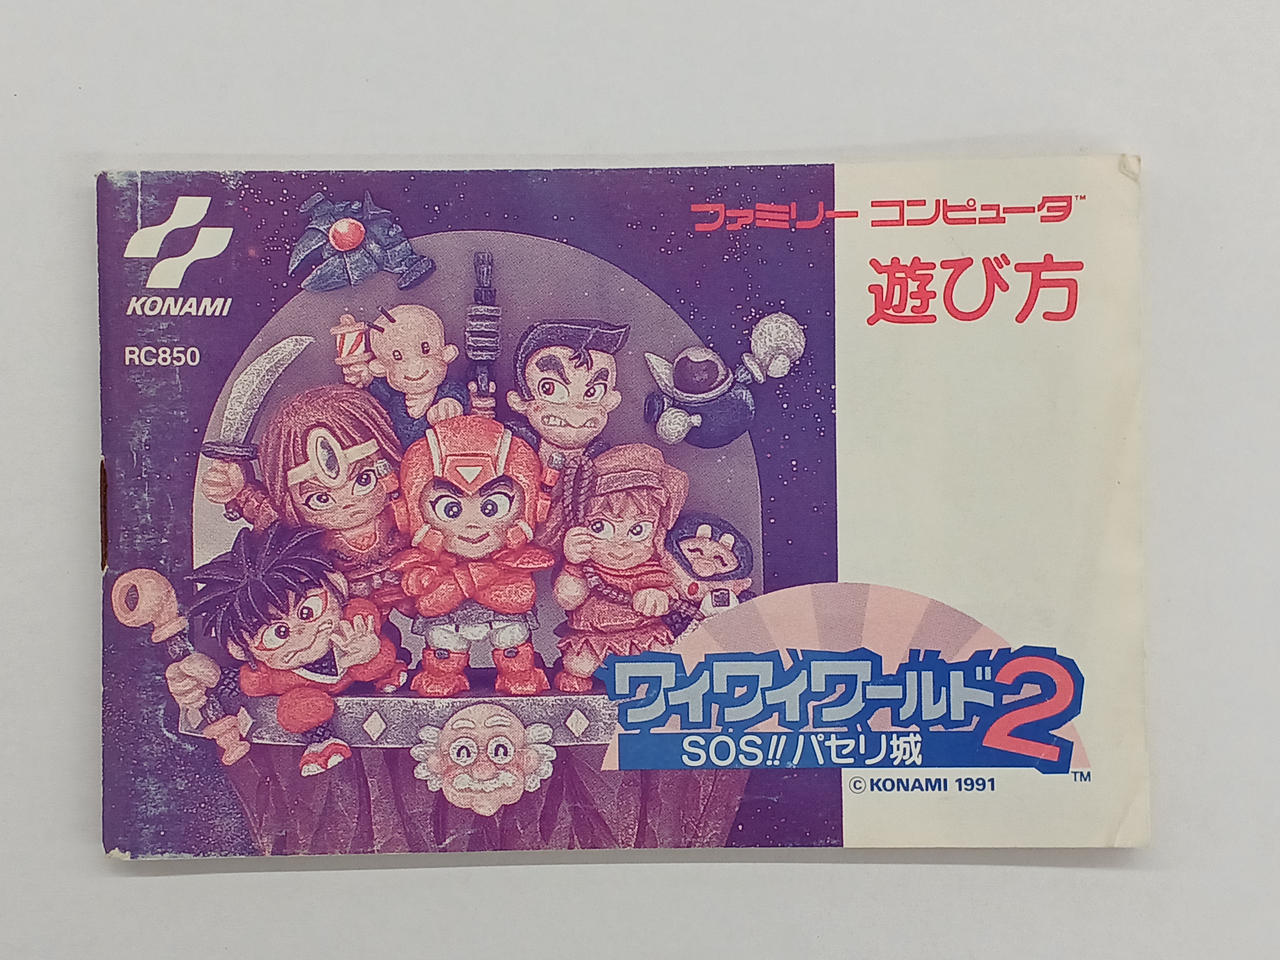 KONAMI
RC850
ファミリー コンピュータ™
遊び方
ワイワイワールド2
SOS!! パセリ城
TM
© KONAMI 1991